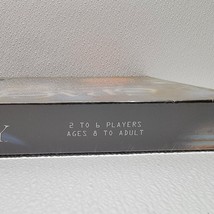 2 TO 6 PLAYERS
AGES 8 TO ADULT